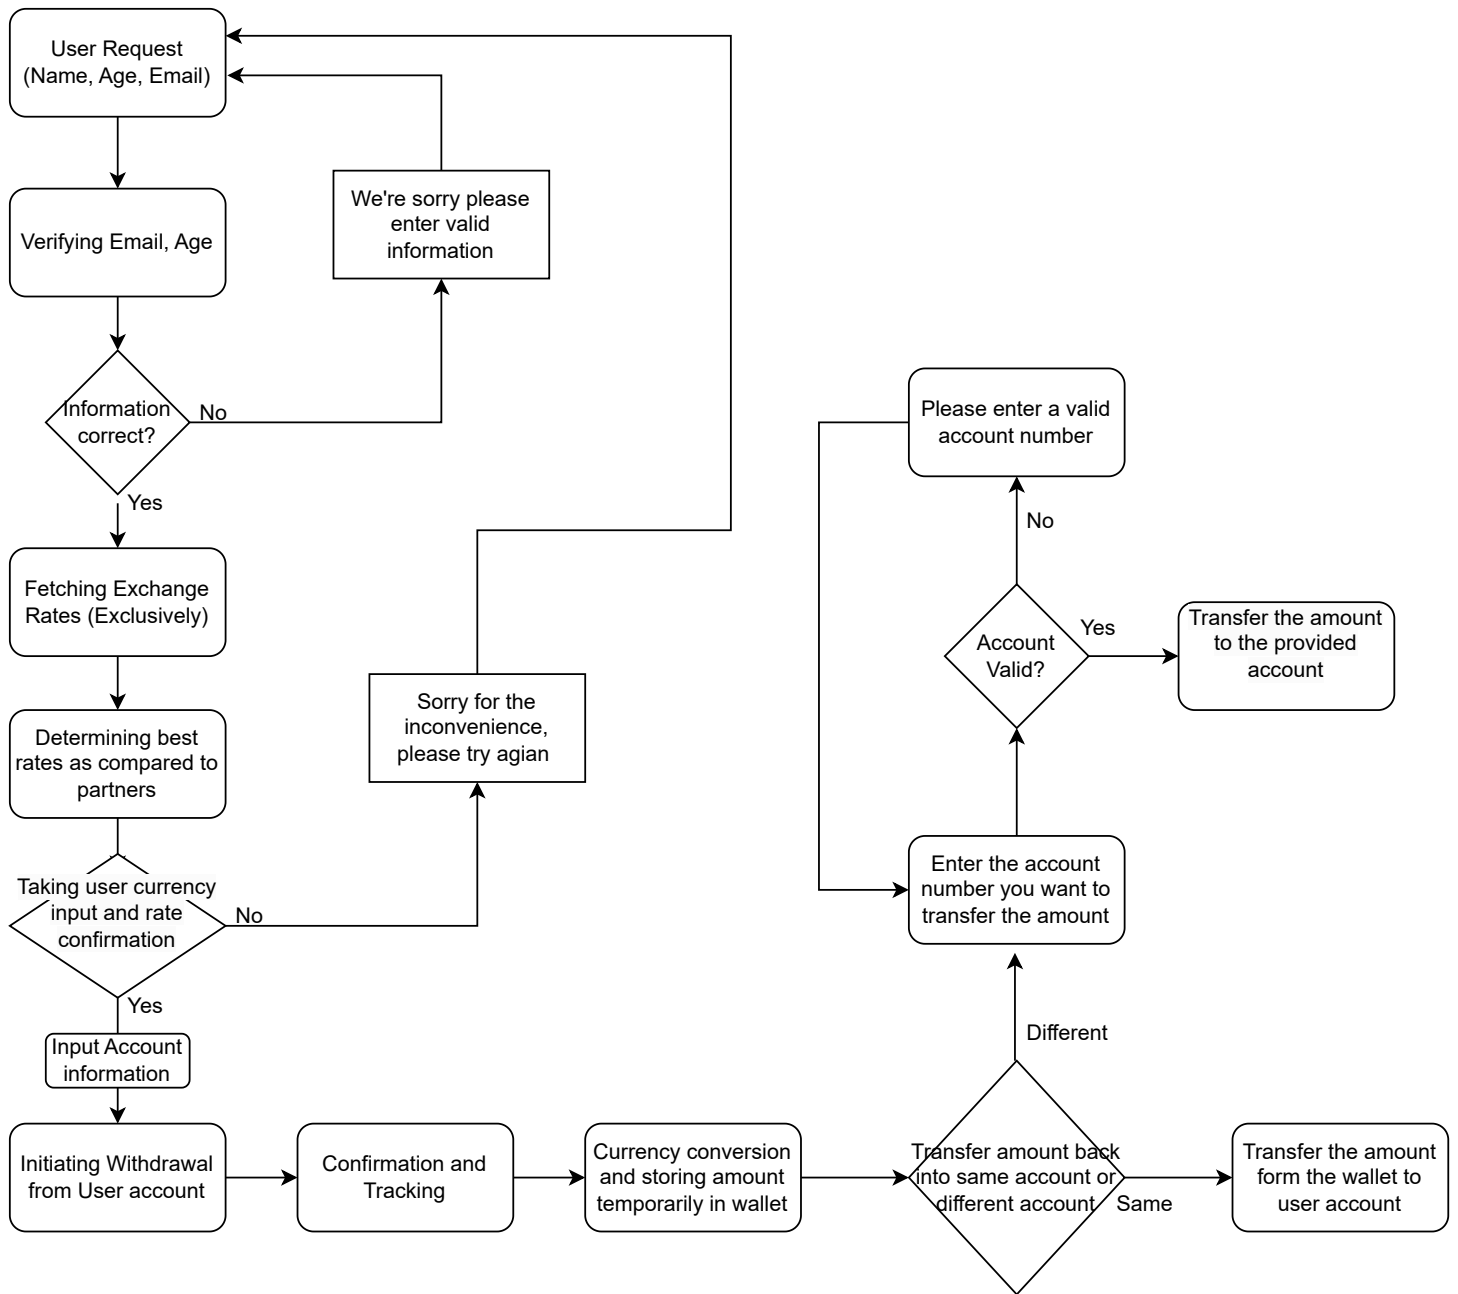 User Request
(Name, Age, Email)
Verifying Email, Age
We're sorry please
enter valid
information
Information
correct?
No
Yes
Fetching Exchange
Rates (Exclusively)
Determining best
rates as compared to
partners
Sorry for the
inconvenience,
please try agian
Taking user currency
input and rate
confirmation
No
Yes
Input Account
information
Initiating Withdrawal
from User account
Confirmation and
Tracking
Currency conversion
and storing amount
temporarily in wallet
Transfer amount back
into same account or
different account
Same
Transfer the amount
form the wallet to
user account
Different
Enter the account
number you want to
transfer the amount
Account
Valid?
Yes
Transfer the amount
to the provided
account
No
Please enter a valid
account number